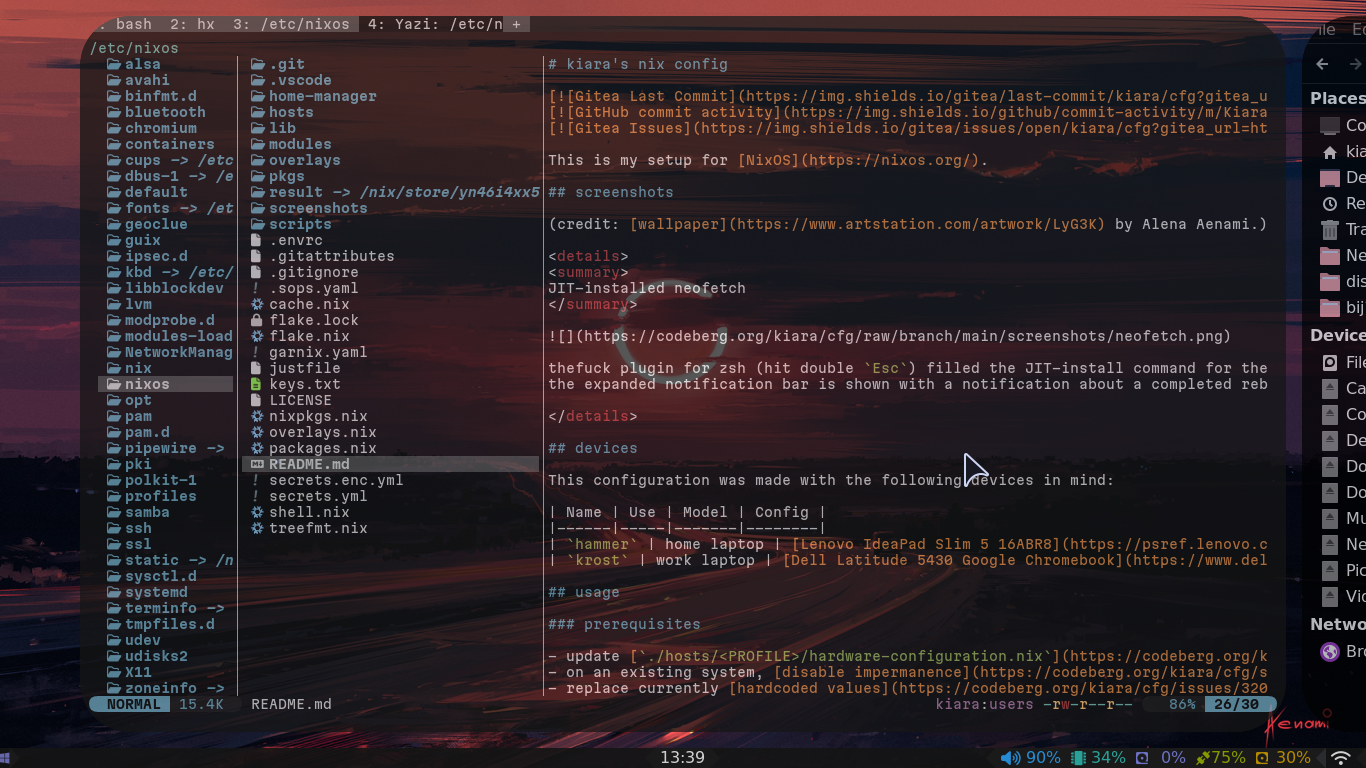 bash 2: hx 3: /etc/nixos 4: Yazi: /etc/n +
/etc/nixos
alsa
avahi
binfmt.d
bluetooth
chromium
containers
cups -> /etc
dbus-1 -> /e
default
fonts -> /et
geoclue
guix
ipsec.d
kbd -> /etc/
libblockdev
lvm
modprobe.d
modules-load
NetworkManag
nix
nixos
opt
pam
pam.d
pipewire ->
pki
polkit-1
profiles
samba
ssh
ssl
static -> /n
sysctl.d
systemd
terminfo ->
tmpfiles.d
udev
udisks2
X11
zoneinfo ->
.git
.vscode
home-manager
hosts
lib
modules
overlays
pkgs
result -> /nix/store/yn46i4xx5
screenshots
scripts
.envrc
.gitattributes
.gitignore
! .sops.yaml
cache.nix
flake.lock
flake.nix
! garnix.yaml
justfile
keys.txt
LICENSE
nixpkgs.nix
overlays.nix
packages.nix
README.md
! secrets.enc.yml
! secrets.yml
shell.nix
treefmt.nix
# kiara's nix config
[![Gitea Last Commit](https://img.shields.io/gitea/last-commit/kiara/cfg?gitea_u
[![GitHub commit activity](https://img.shields.io/github/commit-activity/m/Kiara
[![Gitea Issues](https://img.shields.io/gitea/issues/open/kiara/cfg?gitea_url=ht
This is my setup for [NixOS](https://nixos.org/).
## screenshots
(credit: [wallpaper](https://www.artstation.com/artwork/LyG3K) by Alena Aenami.)
<details>
<summary>
JIT-installed neofetch
</summary>
![](https://codeberg.org/kiara/cfg/raw/branch/main/screenshots/neofetch.png)
thefuck plugin for zsh (hit double `Esc`) filled the JIT-install command for the
the expanded notification bar is shown with a notification about a completed reb
</details>
## devices
This configuration was made with the following devices in mind:
| Name | Use | Model | Config |
|------|-----|-------|--------|
| `hammer` | home laptop | [Lenovo IdeaPad Slim 5 16ABR8](https://psref.lenovo.c
| `krost` | work laptop | [Dell Latitude 5430 Google Chromebook](https://www.del
## usage
### prerequisites
- update [`./hosts/<PROFILE>/hardware-configuration.nix`](https://codeberg.org/k
- on an existing system, [disable impermanence](https://codeberg.org/kiara/cfg/s
- replace currently [hardcoded values](https://codeberg.org/kiara/cfg/issues/320
NORMAL 15.4K README.md kiara:users -rw-r--r-- 86% 26/30
ile Ed
Places
Co
kia
De
Re
Tra
Ne
dis
bij
Device
File
Ca
Co
De
Do
Do
Mu
Ne
Pic
Vid
Netwo
Bro
Aenami
13:39 90% 34% 0% 75% 30%